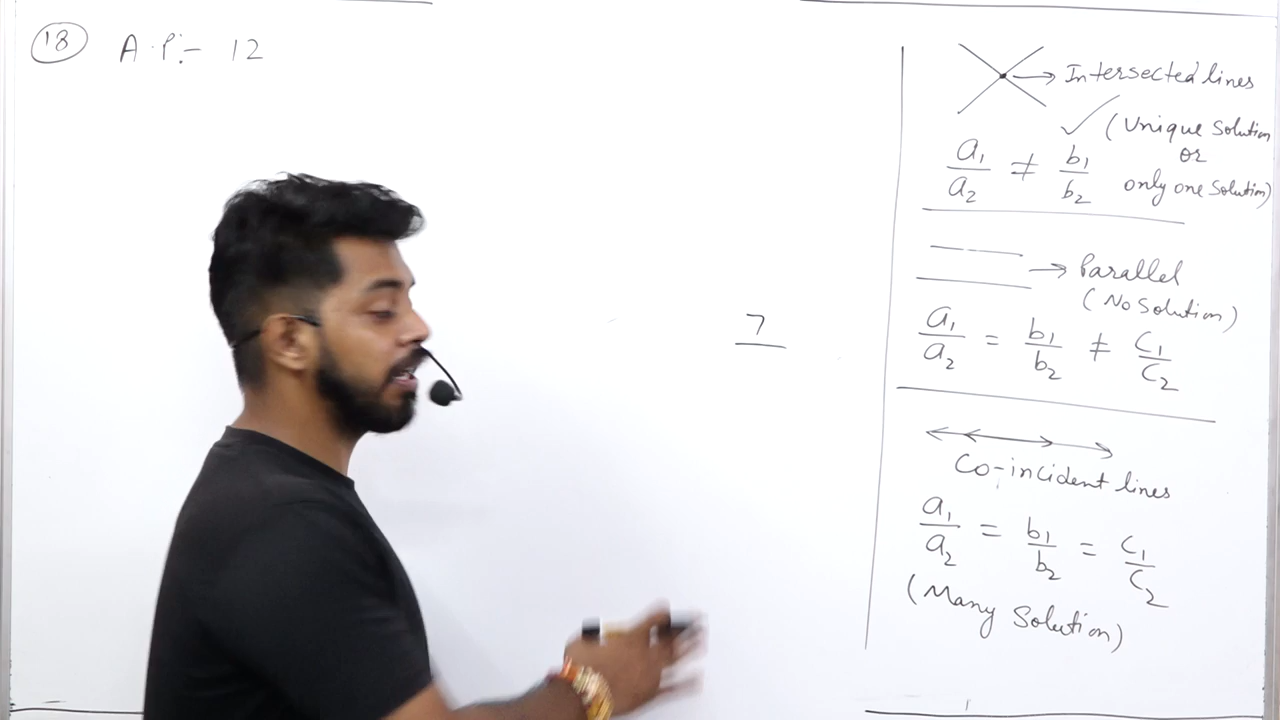 18 A.P:- 12
7
Intersected lines
(Unique Solution
or
only one Solution)
a₁/a₂ ≠ b₁/b₂
Parallel
(No Solution)
a₁/a₂ = b₁/b₂ ≠ c₁/c₂
Co-incident lines
a₁/a₂ = b₁/b₂ = c₁/c₂
(Many Solution)